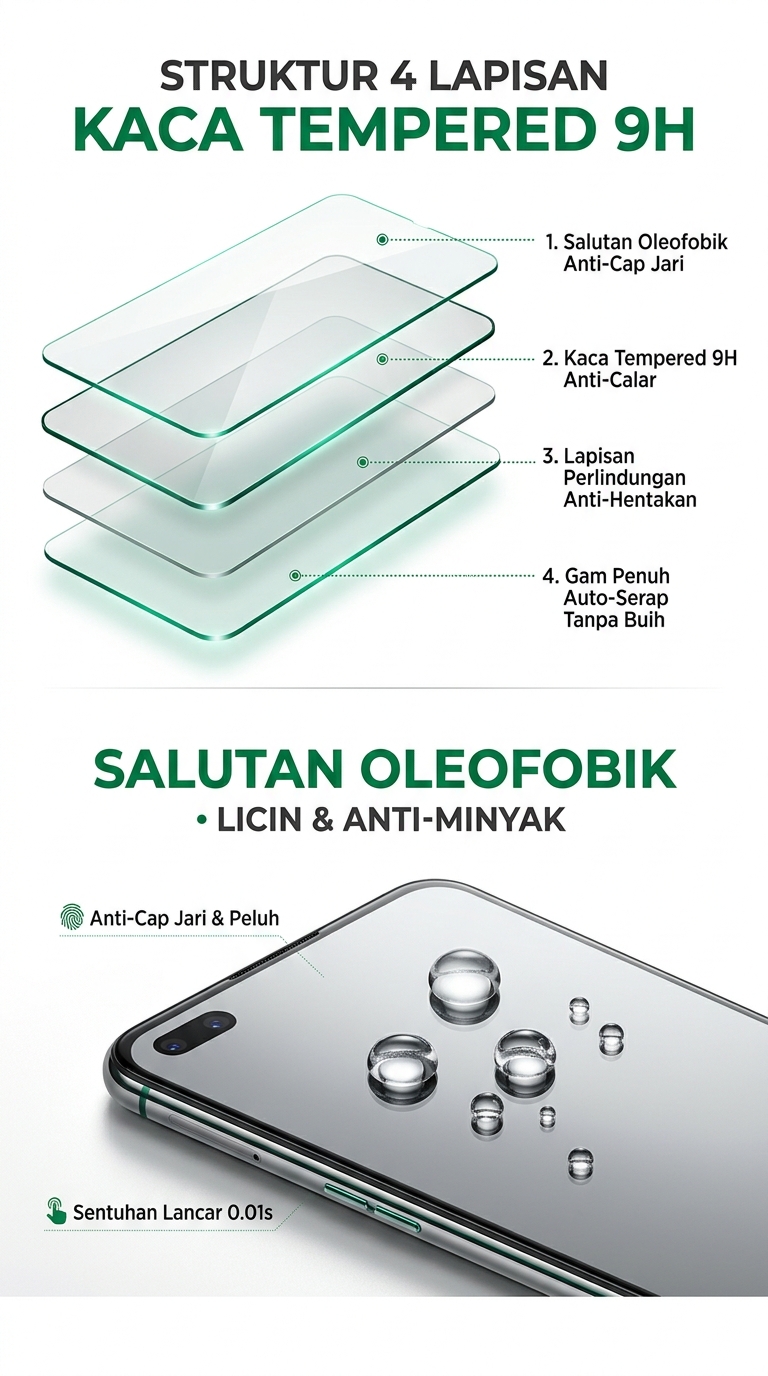 STRUKTUR 4 LAPISAN
KACA TEMPERED 9H
1. Salutan Oleofobik
Anti-Cap Jari
2. Kaca Tempered 9H
Anti-Calar
3. Lapisan
Perlindungan
Anti-Hentakan
4. Gam Penuh
Auto-Serap
Tanpa Buih
SALUTAN OLEOFOBIK
• LICIN & ANTI-MINYAK
Anti-Cap Jari & Peluh
Sentuhan Lancar 0.01s